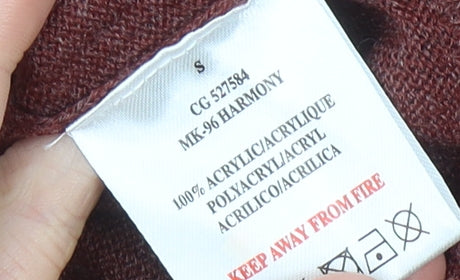 S
CG 527584
MK-96 HARMONY
100% ACRYLIC/ACRYLIQUE
POLYACRYL/ACRYL
ACRILICO/ACRILICA
KEEP AWAY FROM FIRE